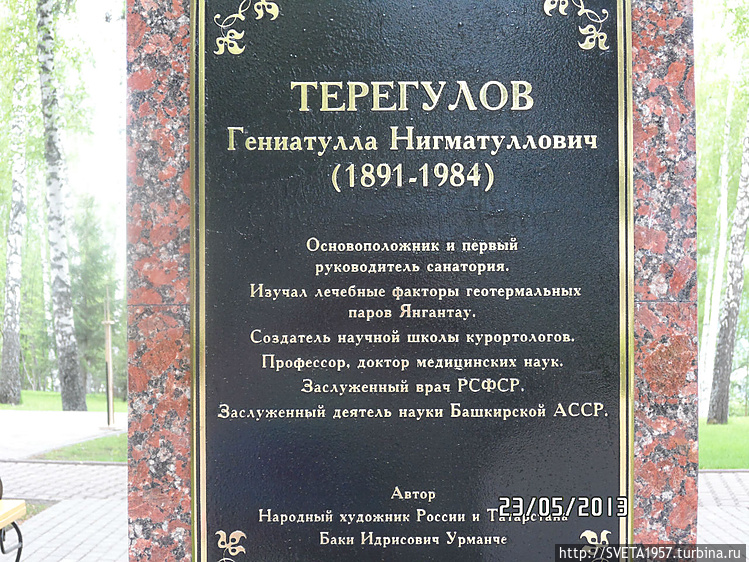 ТЕРЕГУЛОВ
Гениатулла Нигматуллович
(1891-1984)
Основоположник и первый
руководитель санатория.
Изучал лечебные факторы геотермальных
паров Янгантау.
Создатель научной школы курортологов.
Профессор, доктор медицинских наук.
Заслуженный врач РСФСР.
Заслуженный деятель науки Башкирской АССР.
Автор
23/05/2013
Народный художник России и Татарстана
Баки Идрисович Урманче
http://SVETA1957.turbina.ru